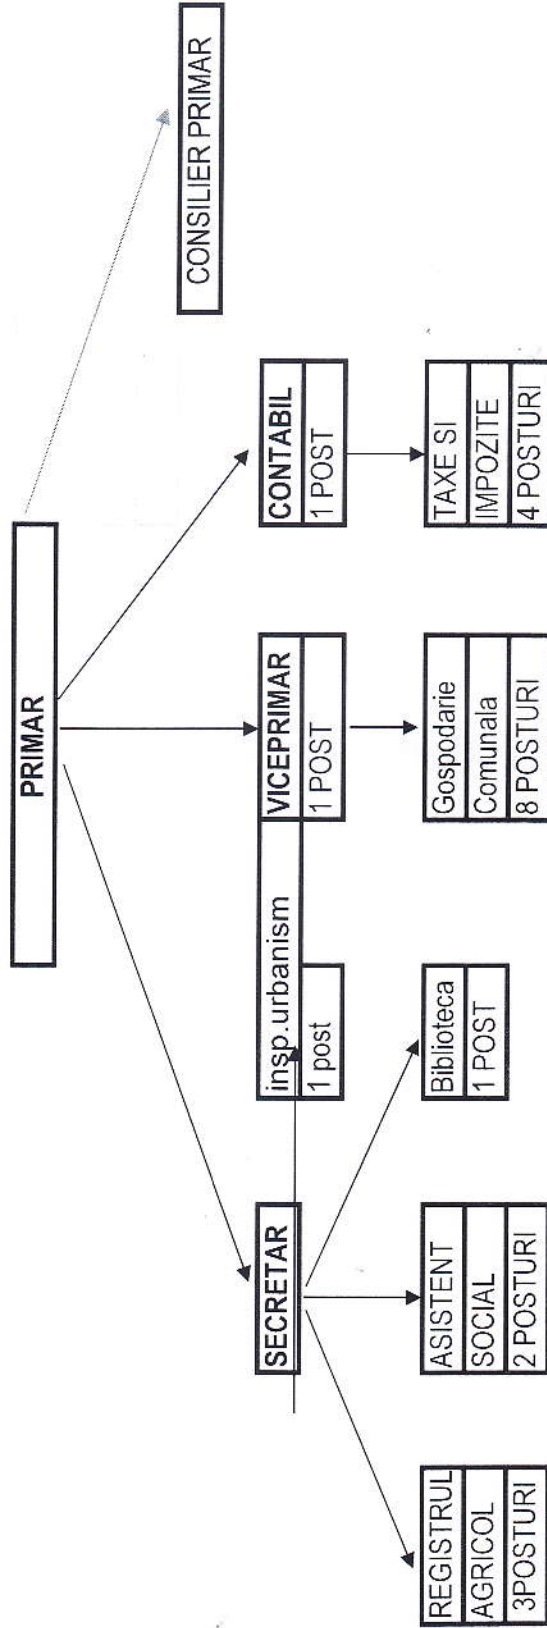 PRIMAR
CONSILIER PRIMAR
SECRETAR
insp.urbanism
1 post
VICEPRIMAR
1 POST
CONTABIL
1 POST
REGISTRUL
AGRICOL
3POSTURI
ASISTENT
SOCIAL
2 POSTURI
Biblioteca
1 POST
Gospodarie
Comunala
8 POSTURI
TAXE SI
IMPOZITE
4 POSTURI